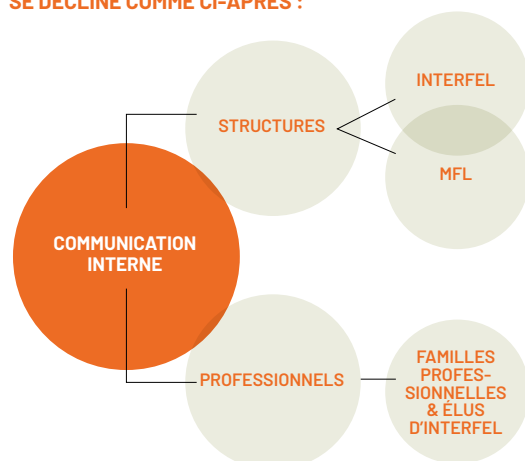 SE DÉCLINE COMME CI-APRÈS :
INTERFEL
STRUCTURES
MFL
COMMUNICATION
INTERNE
PROFESSIONNELS
FAMILLES
PROFES-
SIONNELLES
& ÉLUS
D'INTERFEL